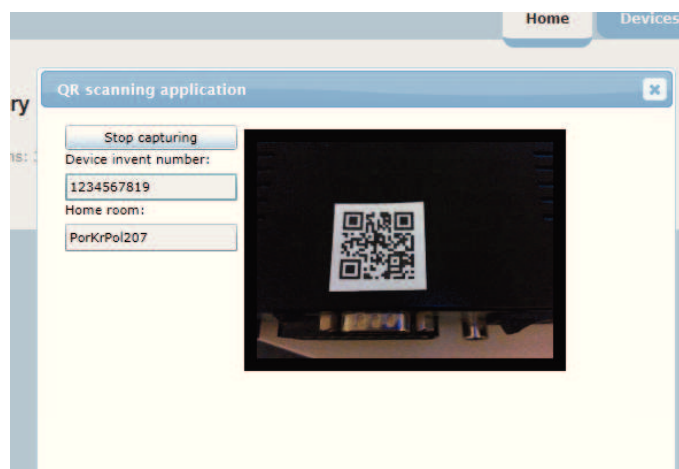 Home Devices
QR scanning application
ry
Stop capturing
Device invent number:
1234567819
Home room:
PorKrPol207